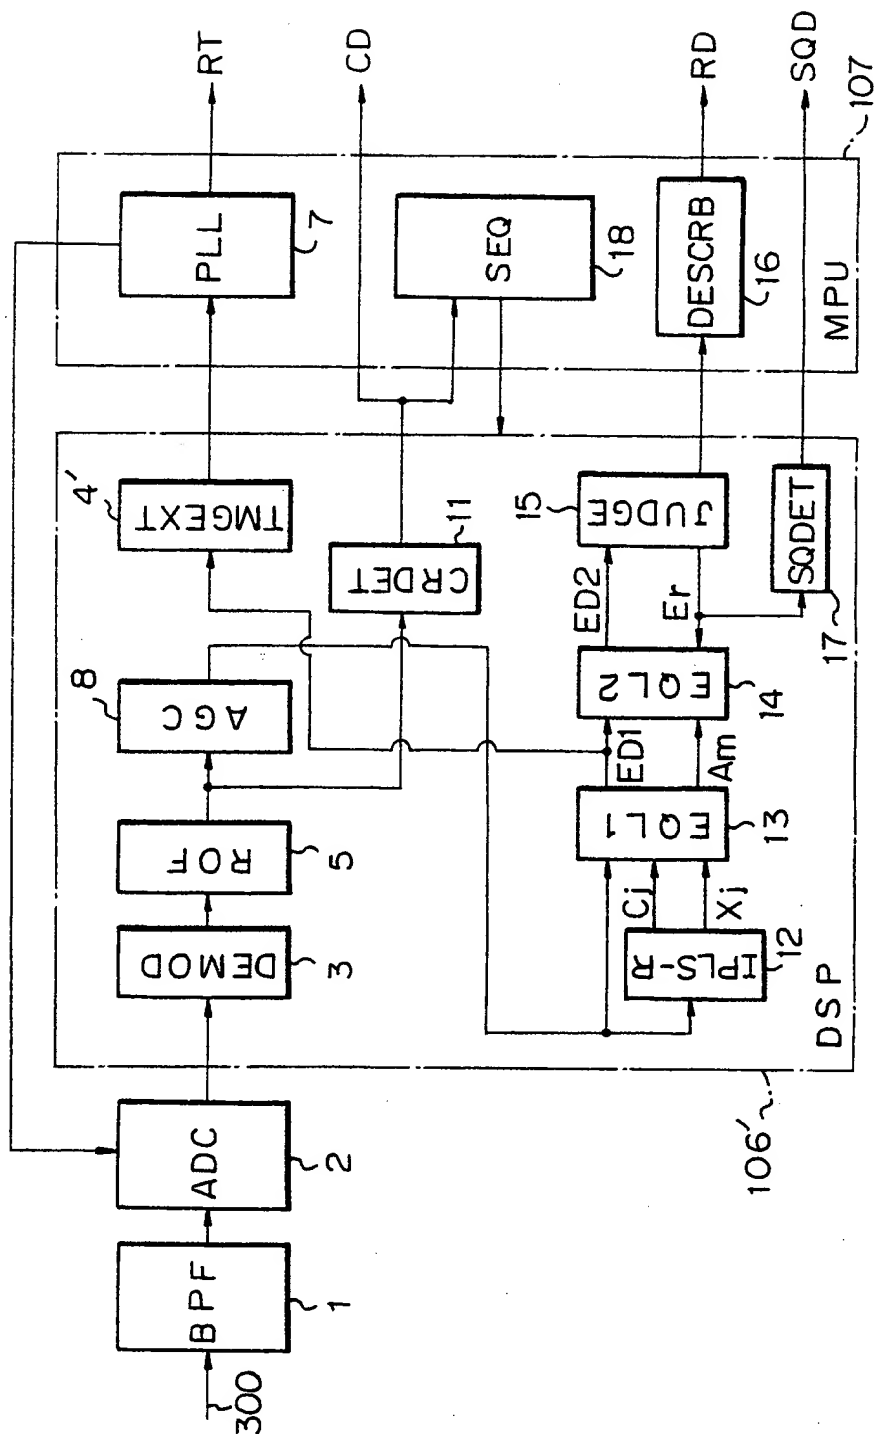 300
BPF
1
ADC
2
DEMOD
3
ROF
5
AGC
8
TMGEXT
4'
PLL
7
RT
CRDET
11
CD
SEQ
18
IPLS-R
12
Cj
Xj
EQL1
13
ED1
Am
EQL2
14
ED2
Er
JUDGE
15
DESCRB
16
RD
SQDET
17
SQD
DSP
106'
MPU
107